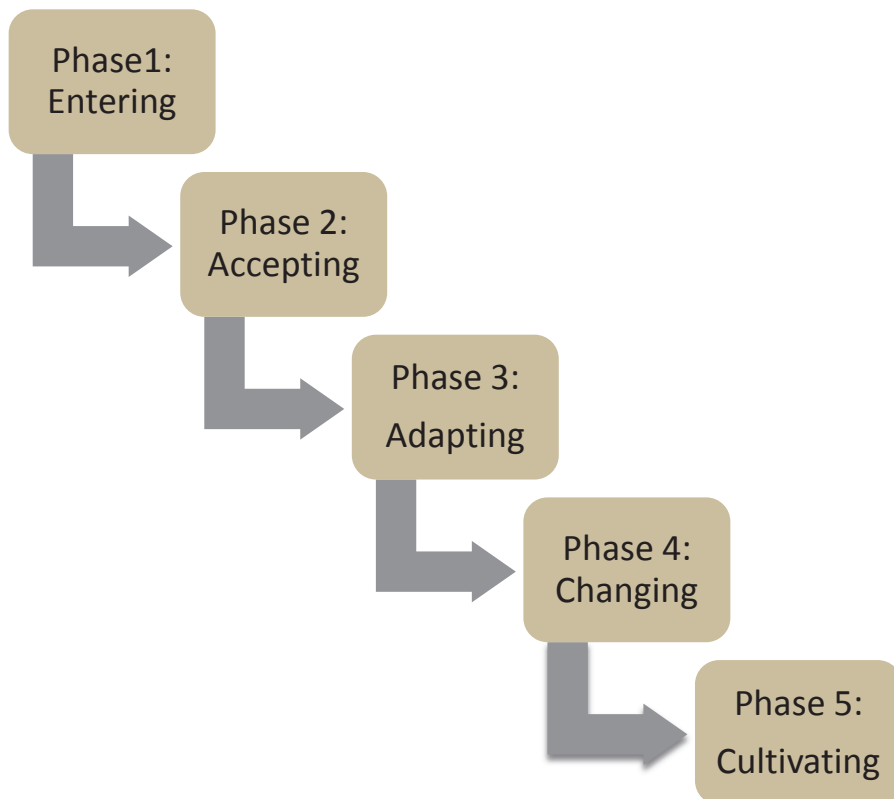 Phase1:
Entering
Phase 2:
Accepting
Phase 3:
Adapting
Phase 4:
Changing
Phase 5:
Cultivating